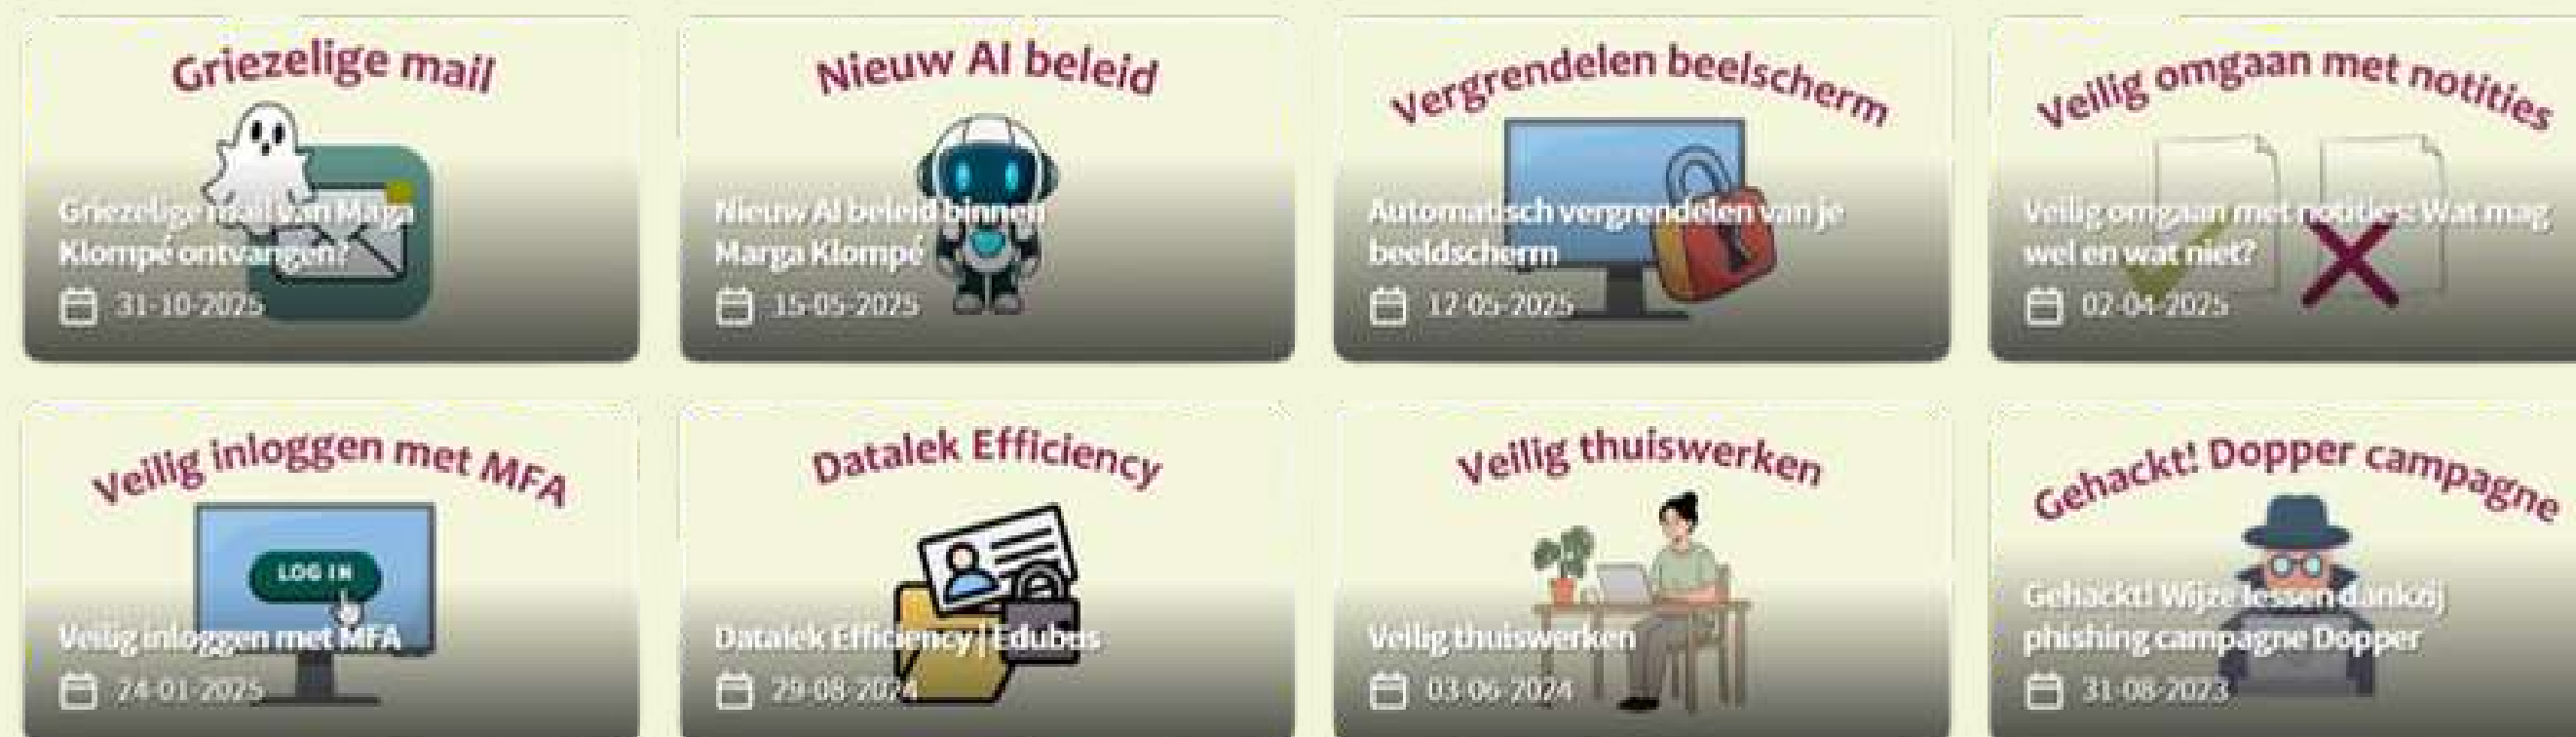 Griezelige mail
Griezelige mail van Marga
Klompé ontvangen?
31-10-2025
Nieuw AI beleid
Nieuw AI beleid binnen
Marga Klompé
15-05-2025
Vergrendelen beelscherm
Automatisch vergrendelen van je
beeldscherm
12-05-2025
Veilig omgaan met notities
Veilig omgaan met notities: Wat mag
wel en wat niet?
02-04-2025
Veilig inloggen met MFA
LOG IN
Veilig inloggen met MFA
24-01-2025
Datalek Efficiency
Datalek Efficiency | Edubus
29-08-2024
Veilig thuiswerken
Veilig thuiswerken
03-06-2024
Gehackt! Dopper campagne
Gehackt! Wijze lessen dankzij
phishing campagne Dopper
31-08-2023